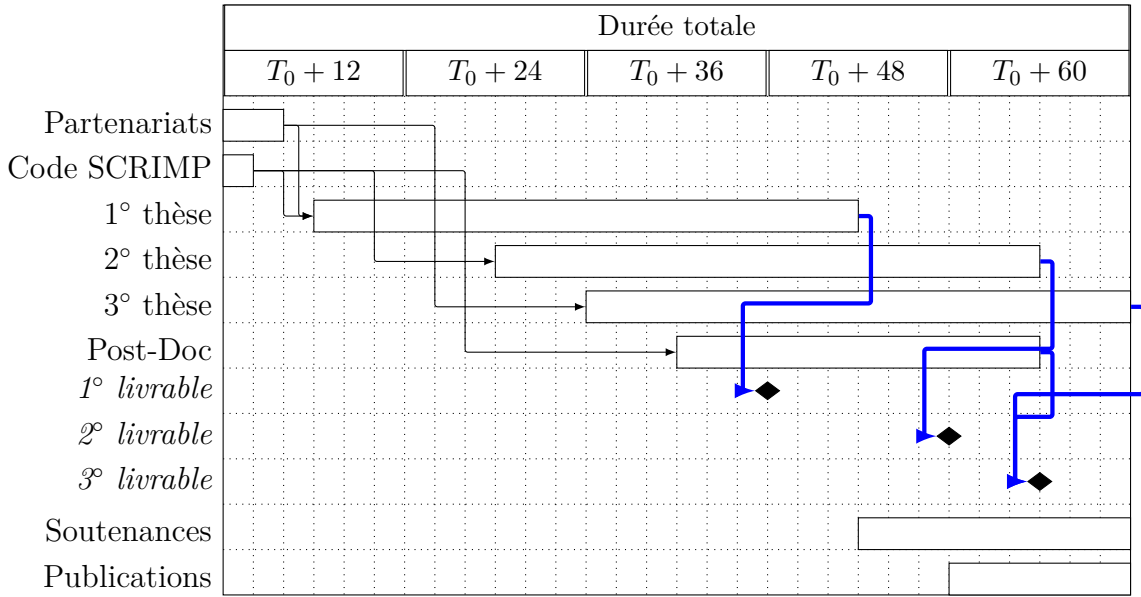 Durée totale
T₀ + 12 T₀ + 24 T₀ + 36 T₀ + 48 T₀ + 60
Partenariats
Code SCRIMP
1° thèse
2° thèse
3° thèse
Post-Doc
1° livrable
2° livrable
3° livrable
Soutenances
Publications